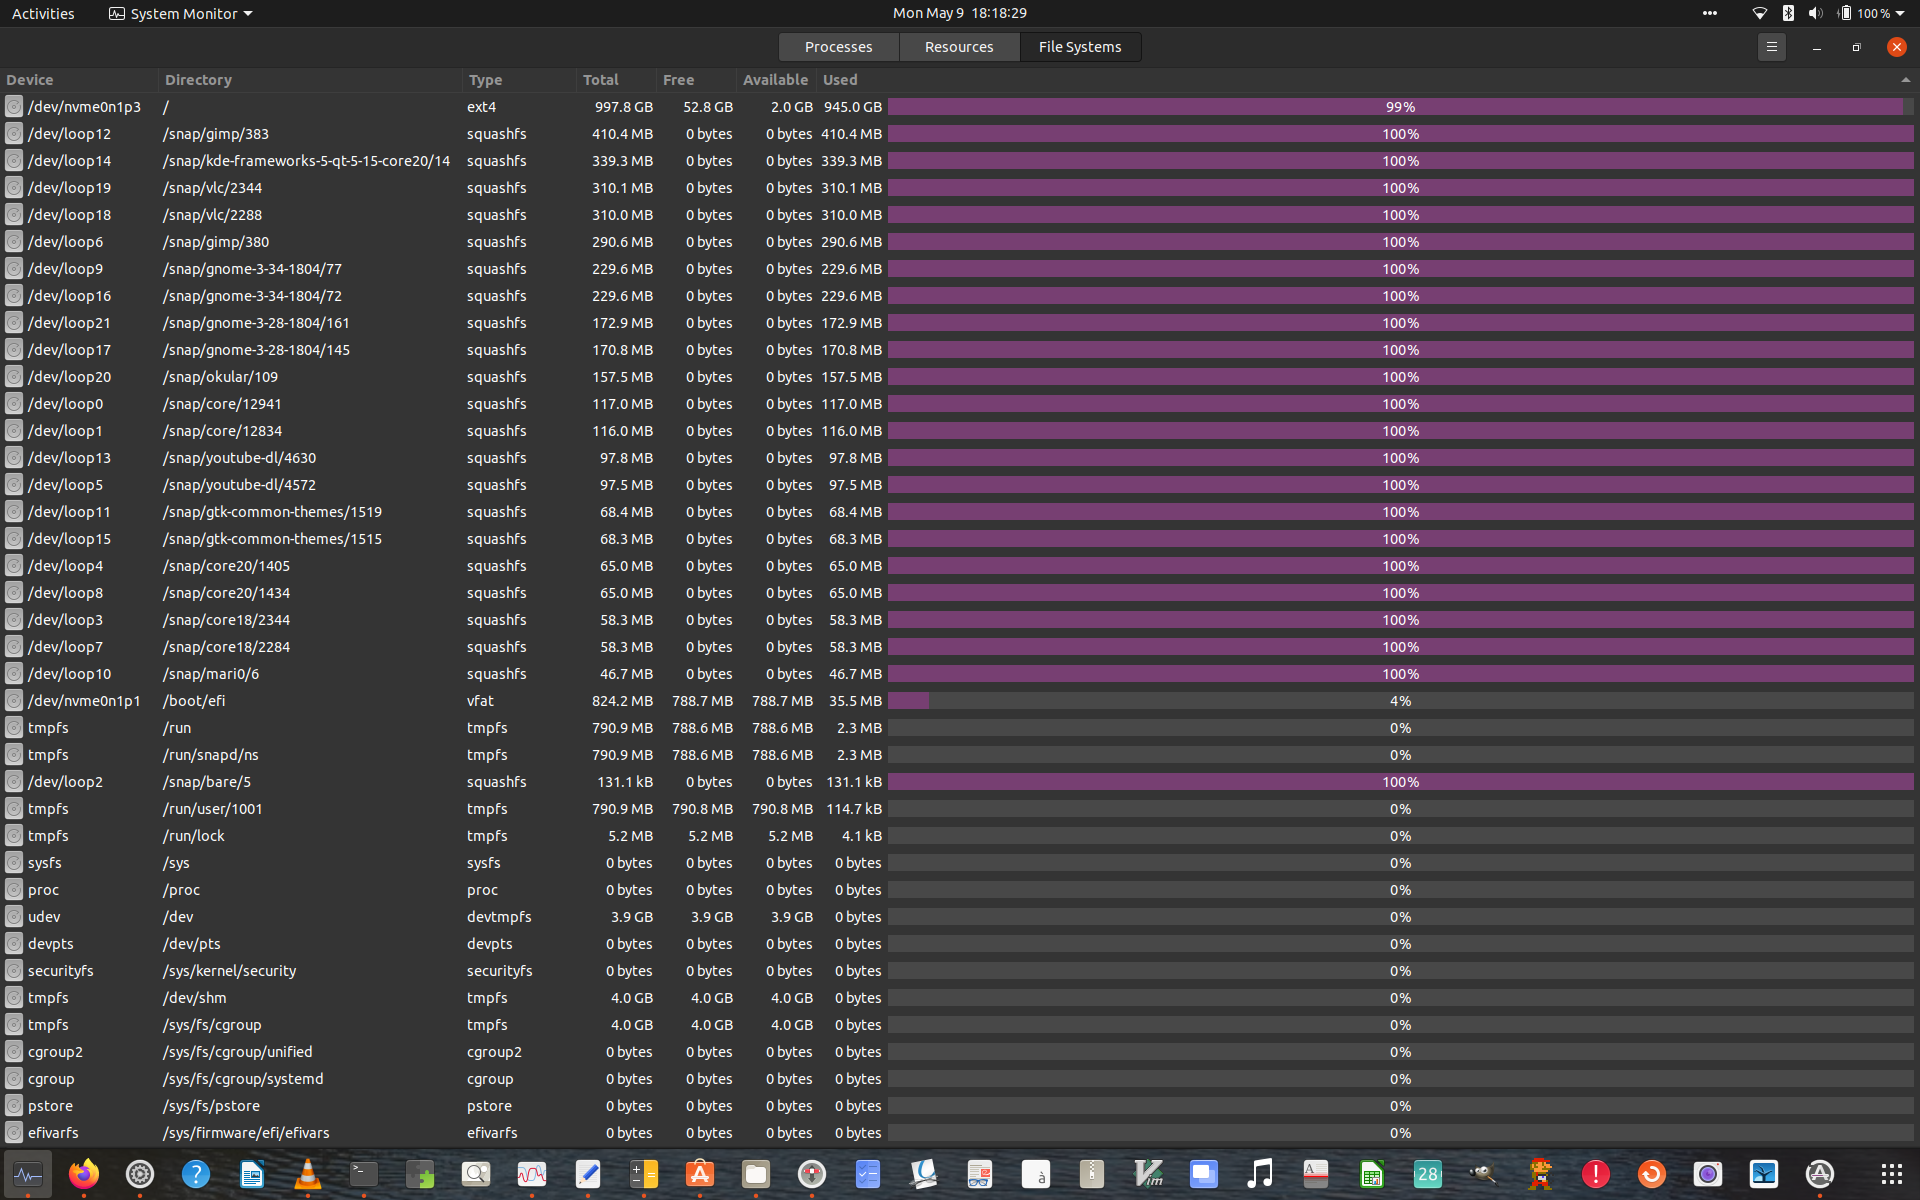 Activities System Monitor Mon May 9 18:18:29 100 %
Processes Resources File Systems
Device Directory Type Total Free Available Used
/dev/nvme0n1p3 / ext4 997.8 GB 52.8 GB 2.0 GB 945.0 GB 99%
/dev/loop12 /snap/gimp/383 squashfs 410.4 MB 0 bytes 0 bytes 410.4 MB 100%
/dev/loop14 /snap/kde-frameworks-5-qt-5-15-core20/14 squashfs 339.3 MB 0 bytes 0 bytes 339.3 MB 100%
/dev/loop19 /snap/vlc/2344 squashfs 310.1 MB 0 bytes 0 bytes 310.1 MB 100%
/dev/loop18 /snap/vlc/2288 squashfs 310.0 MB 0 bytes 0 bytes 310.0 MB 100%
/dev/loop6 /snap/gimp/380 squashfs 290.6 MB 0 bytes 0 bytes 290.6 MB 100%
/dev/loop9 /snap/gnome-3-34-1804/77 squashfs 229.6 MB 0 bytes 0 bytes 229.6 MB 100%
/dev/loop16 /snap/gnome-3-34-1804/72 squashfs 229.6 MB 0 bytes 0 bytes 229.6 MB 100%
/dev/loop21 /snap/gnome-3-28-1804/161 squashfs 172.9 MB 0 bytes 0 bytes 172.9 MB 100%
/dev/loop17 /snap/gnome-3-28-1804/145 squashfs 170.8 MB 0 bytes 0 bytes 170.8 MB 100%
/dev/loop20 /snap/okular/109 squashfs 157.5 MB 0 bytes 0 bytes 157.5 MB 100%
/dev/loop0 /snap/core/12941 squashfs 117.0 MB 0 bytes 0 bytes 117.0 MB 100%
/dev/loop1 /snap/core/12834 squashfs 116.0 MB 0 bytes 0 bytes 116.0 MB 100%
/dev/loop13 /snap/youtube-dl/4630 squashfs 97.8 MB 0 bytes 0 bytes 97.8 MB 100%
/dev/loop5 /snap/youtube-dl/4572 squashfs 97.5 MB 0 bytes 0 bytes 97.5 MB 100%
/dev/loop11 /snap/gtk-common-themes/1519 squashfs 68.4 MB 0 bytes 0 bytes 68.4 MB 100%
/dev/loop15 /snap/gtk-common-themes/1515 squashfs 68.3 MB 0 bytes 0 bytes 68.3 MB 100%
/dev/loop4 /snap/core20/1405 squashfs 65.0 MB 0 bytes 0 bytes 65.0 MB 100%
/dev/loop8 /snap/core20/1434 squashfs 65.0 MB 0 bytes 0 bytes 65.0 MB 100%
/dev/loop3 /snap/core18/2344 squashfs 58.3 MB 0 bytes 0 bytes 58.3 MB 100%
/dev/loop7 /snap/core18/2284 squashfs 58.3 MB 0 bytes 0 bytes 58.3 MB 100%
/dev/loop10 /snap/mari0/6 squashfs 46.7 MB 0 bytes 0 bytes 46.7 MB 100%
/dev/nvme0n1p1 /boot/efi vfat 824.2 MB 788.7 MB 788.7 MB 35.5 MB 4%
tmpfs /run tmpfs 790.9 MB 788.6 MB 788.6 MB 2.3 MB 0%
tmpfs /run/snapd/ns tmpfs 790.9 MB 788.6 MB 788.6 MB 2.3 MB 0%
/dev/loop2 /snap/bare/5 squashfs 131.1 kB 0 bytes 0 bytes 131.1 kB 100%
tmpfs /run/user/1001 tmpfs 790.9 MB 790.8 MB 790.8 MB 114.7 kB 0%
tmpfs /run/lock tmpfs 5.2 MB 5.2 MB 5.2 MB 4.1 kB 0%
sysfs /sys sysfs 0 bytes 0 bytes 0 bytes 0 bytes 0%
proc /proc proc 0 bytes 0 bytes 0 bytes 0 bytes 0%
udev /dev devtmpfs 3.9 GB 3.9 GB 3.9 GB 0 bytes 0%
devpts /dev/pts devpts 0 bytes 0 bytes 0 bytes 0 bytes 0%
securityfs /sys/kernel/security securityfs 0 bytes 0 bytes 0 bytes 0 bytes 0%
tmpfs /dev/shm tmpfs 4.0 GB 4.0 GB 4.0 GB 0 bytes 0%
tmpfs /sys/fs/cgroup tmpfs 4.0 GB 4.0 GB 4.0 GB 0 bytes 0%
cgroup2 /sys/fs/cgroup/unified cgroup2 0 bytes 0 bytes 0 bytes 0 bytes 0%
cgroup /sys/fs/cgroup/systemd cgroup 0 bytes 0 bytes 0 bytes 0 bytes 0%
pstore /sys/fs/pstore pstore 0 bytes 0 bytes 0 bytes 0 bytes 0%
efivarfs /sys/firmware/efi/efivars efivarfs 0 bytes 0 bytes 0 bytes 0 bytes 0%
à Vim 28